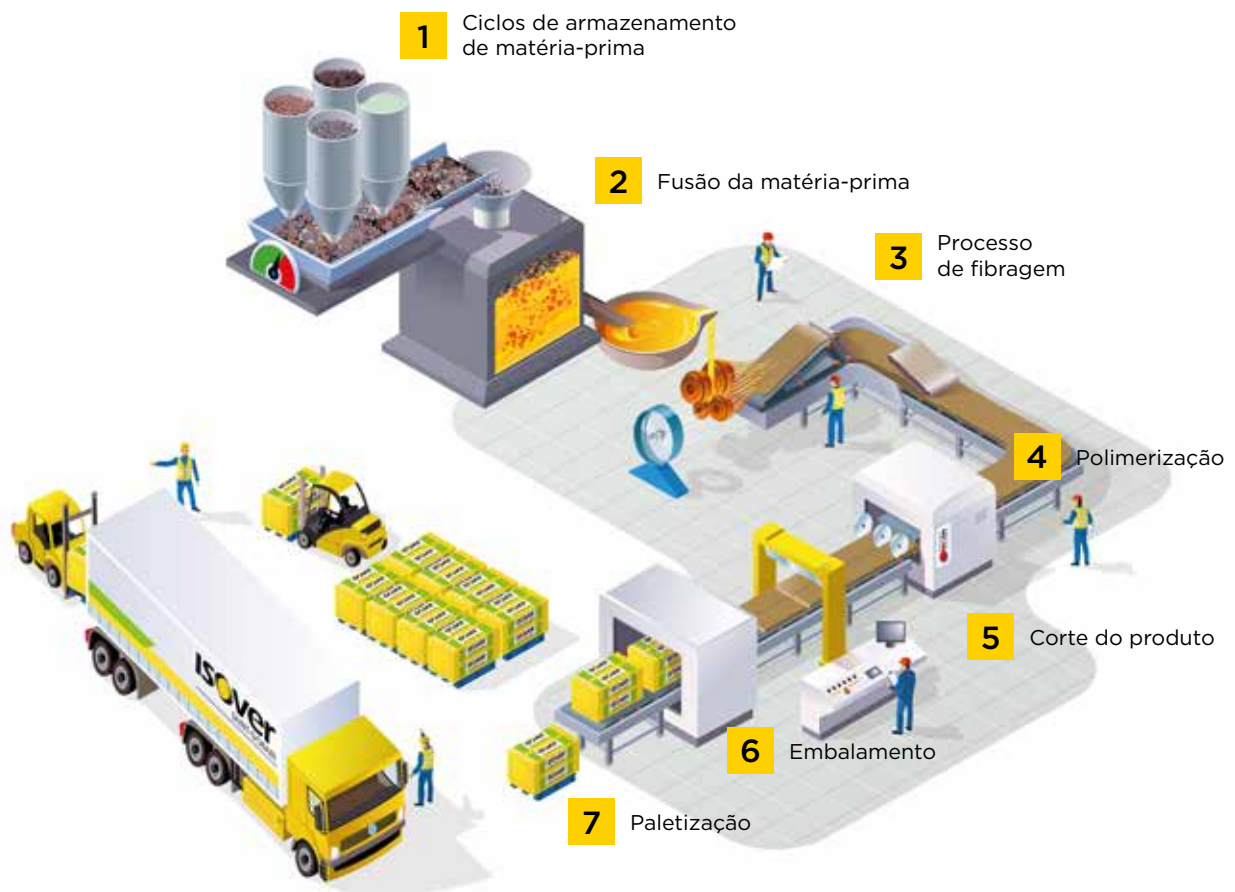 1
Ciclos de armazenamento
de matéria-prima
2
Fusão da matéria-prima
3
Processo
de fibragem
4
Polimerização
5
Corte do produto
6
Embalamento
7
Paletização
isover